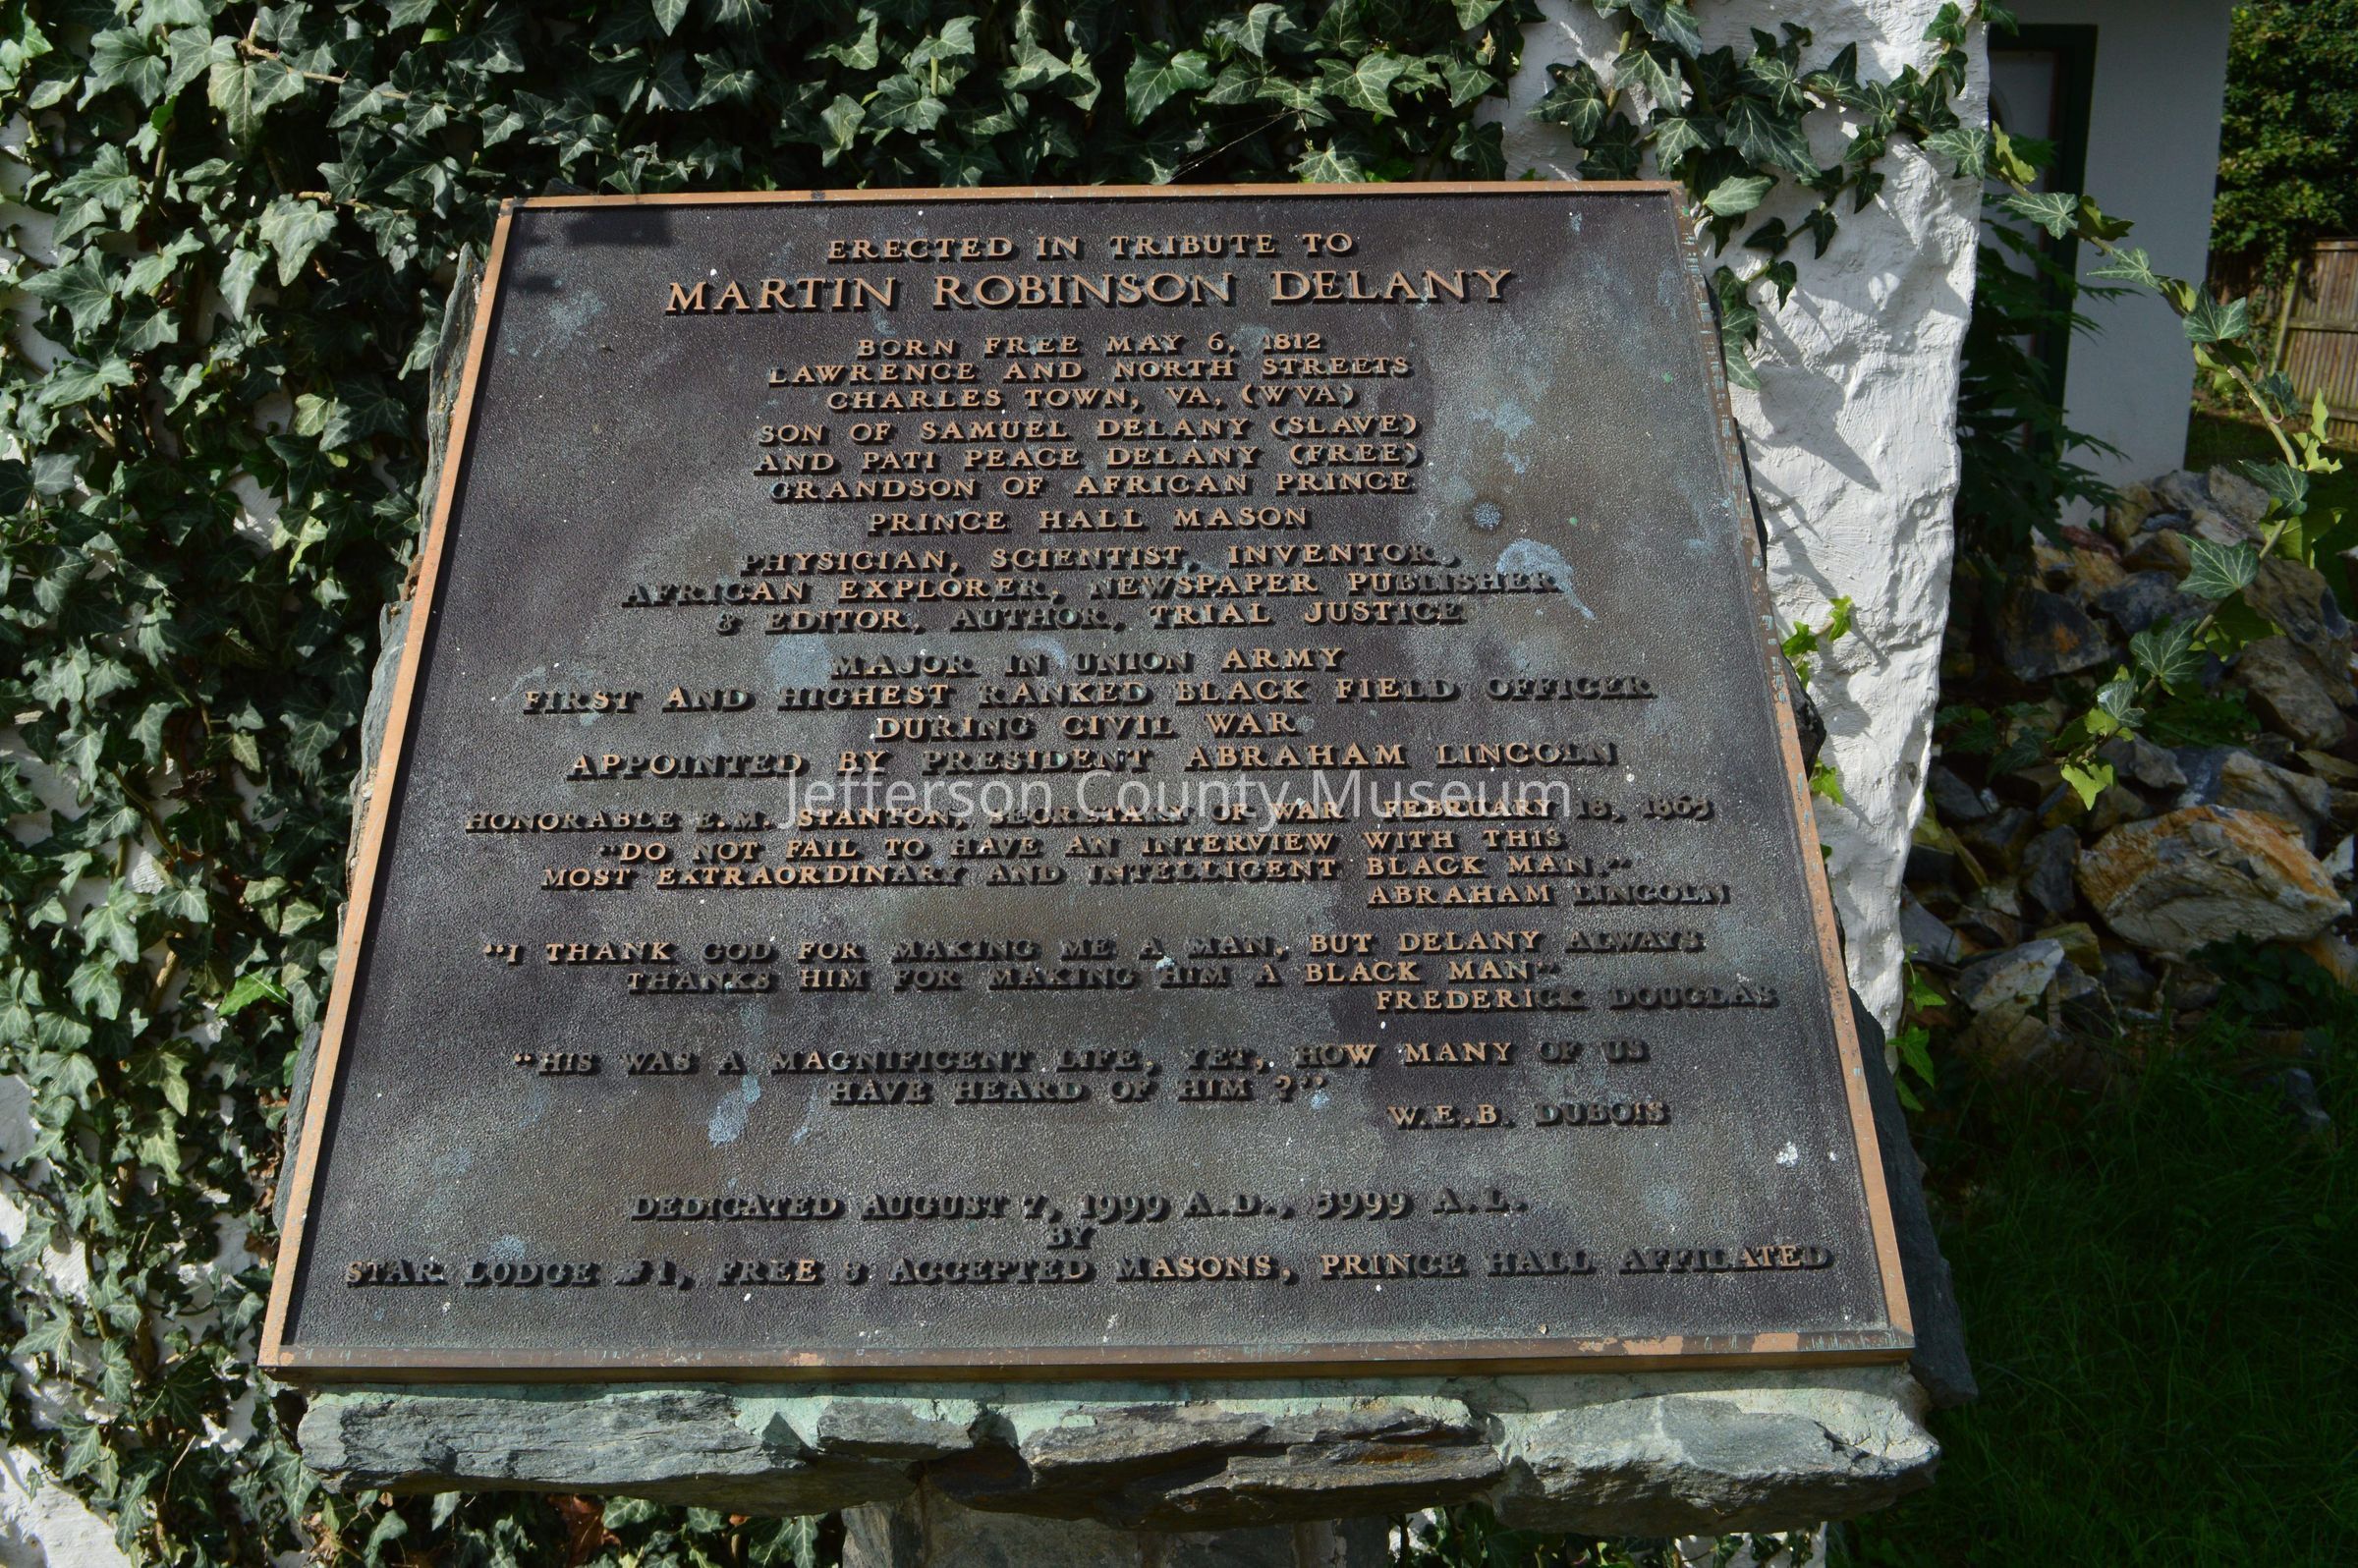 ERECTED IN TRIBUTE TO
MARTIN ROBINSON DELANY
BORN FREE MAY 6, 1812
LAWRENCE AND NORTH STREETS
CHARLES TOWN, VA. (WVA)
SON OF SAMUEL DELANY (SLAVE)
AND PATI PEACE DELANY (FREE)
GRANDSON OF AFRICAN PRINCE
PRINCE HALL MASON
PHYSICIAN, SCIENTIST, INVENTOR,
AFRICAN EXPLORER, NEWSPAPER PUBLISHER
& EDITOR, AUTHOR, TRIAL JUSTICE
MAJOR IN UNION ARMY
FIRST AND HIGHEST RANKED BLACK FIELD OFFICER
DURING CIVIL WAR
APPOINTED BY PRESIDENT ABRAHAM LINCOLN
Jefferson County Museum
HONORABLE E.M. STANTON, SECRETARY OF WAR FEBRUARY 18, 1865
"DO NOT FAIL TO HAVE AN INTERVIEW WITH THIS
MOST EXTRAORDINARY AND INTELLIGENT BLACK MAN."
ABRAHAM LINCOLN
"I THANK GOD FOR MAKING ME A MAN, BUT DELANY ALWAYS
THANKS HIM FOR MAKING HIM A BLACK MAN"
FREDERICK DOUGLAS
"HIS WAS A MAGNIFICENT LIFE, YET, HOW MANY OF US
HAVE HEARD OF HIM ?"
W.E.B. DUBOIS
DEDICATED AUGUST 7, 1999 A.D., 5999 A.L.
BY
STAR LODGE #1, FREE & ACCEPTED MASONS, PRINCE HALL AFFILATED